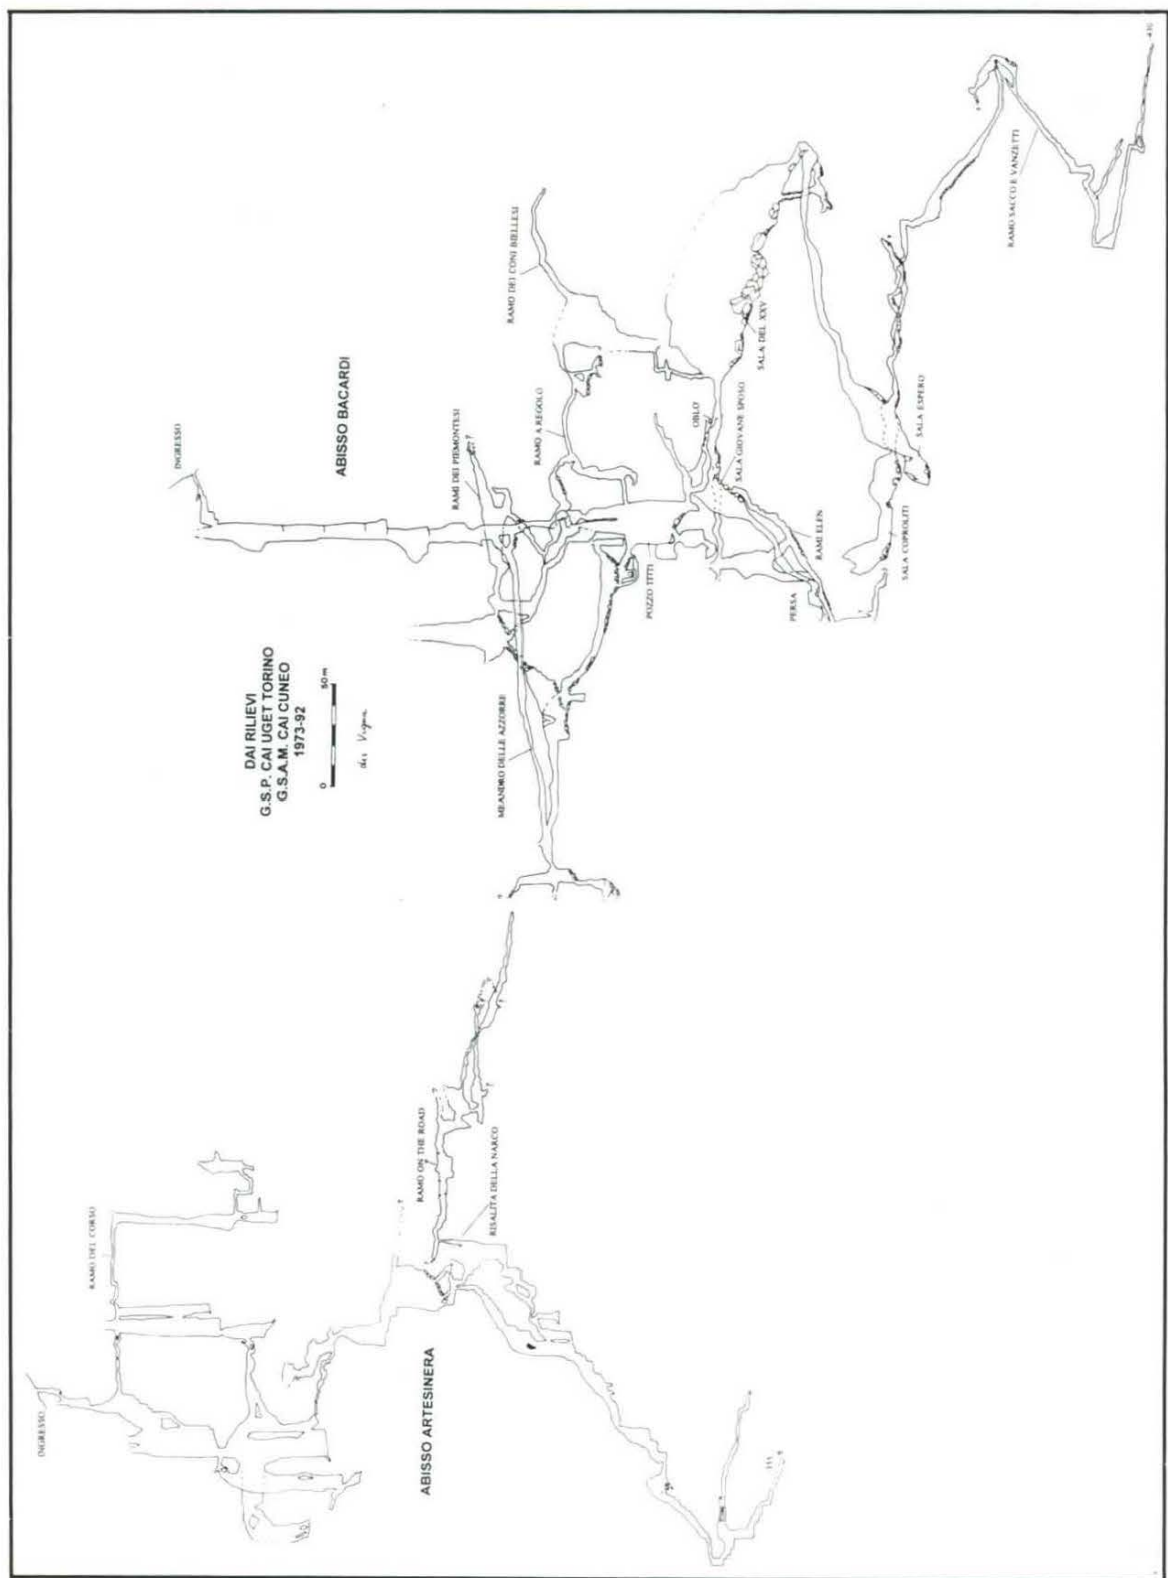 DAI RILIEVI
G.S.P. CAI UGET TORINO
G.S.A.M. CAI CUNEO
1973-92
0 50 m
ABISSO ARTESINERA
INGRESSO
RAMO DEL CORSO
RAMO ON THE ROAD
RISALITA DELLA NARCO
ABISSO BACARDI
INGRESSO
MEANDRO DELLE AZZORRE
RAMI DEI PIEMONTESI
RAMO A REGOLO
RAMO DEI CONI BIELLESI
POZZO TITTI
OBLO
SALA GIOVANE SPOSO
SALA DEL XXV
PERSA
RAMI ELEN
SALA COPROLITI
SALA ESPERO
RAMO SACCO E VANZETTI